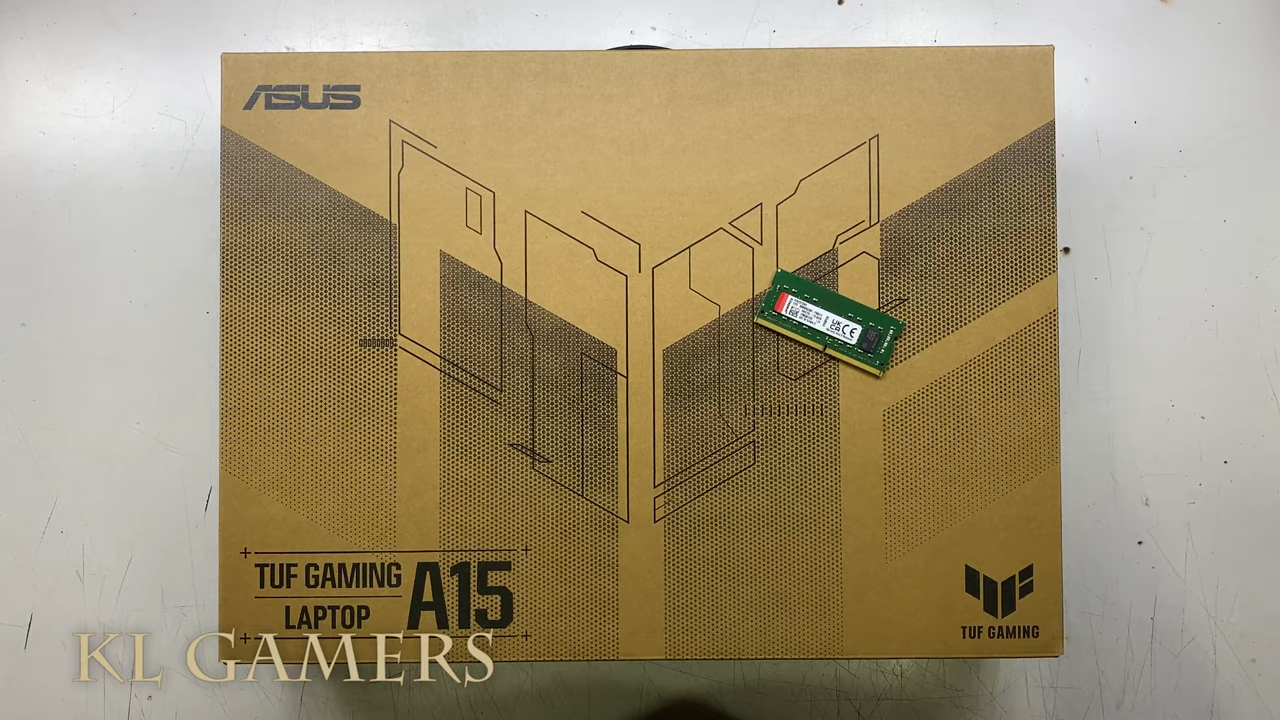 ASUS
TUF GAMING
LAPTOP
A15
TUF GAMING
KL GAMERS